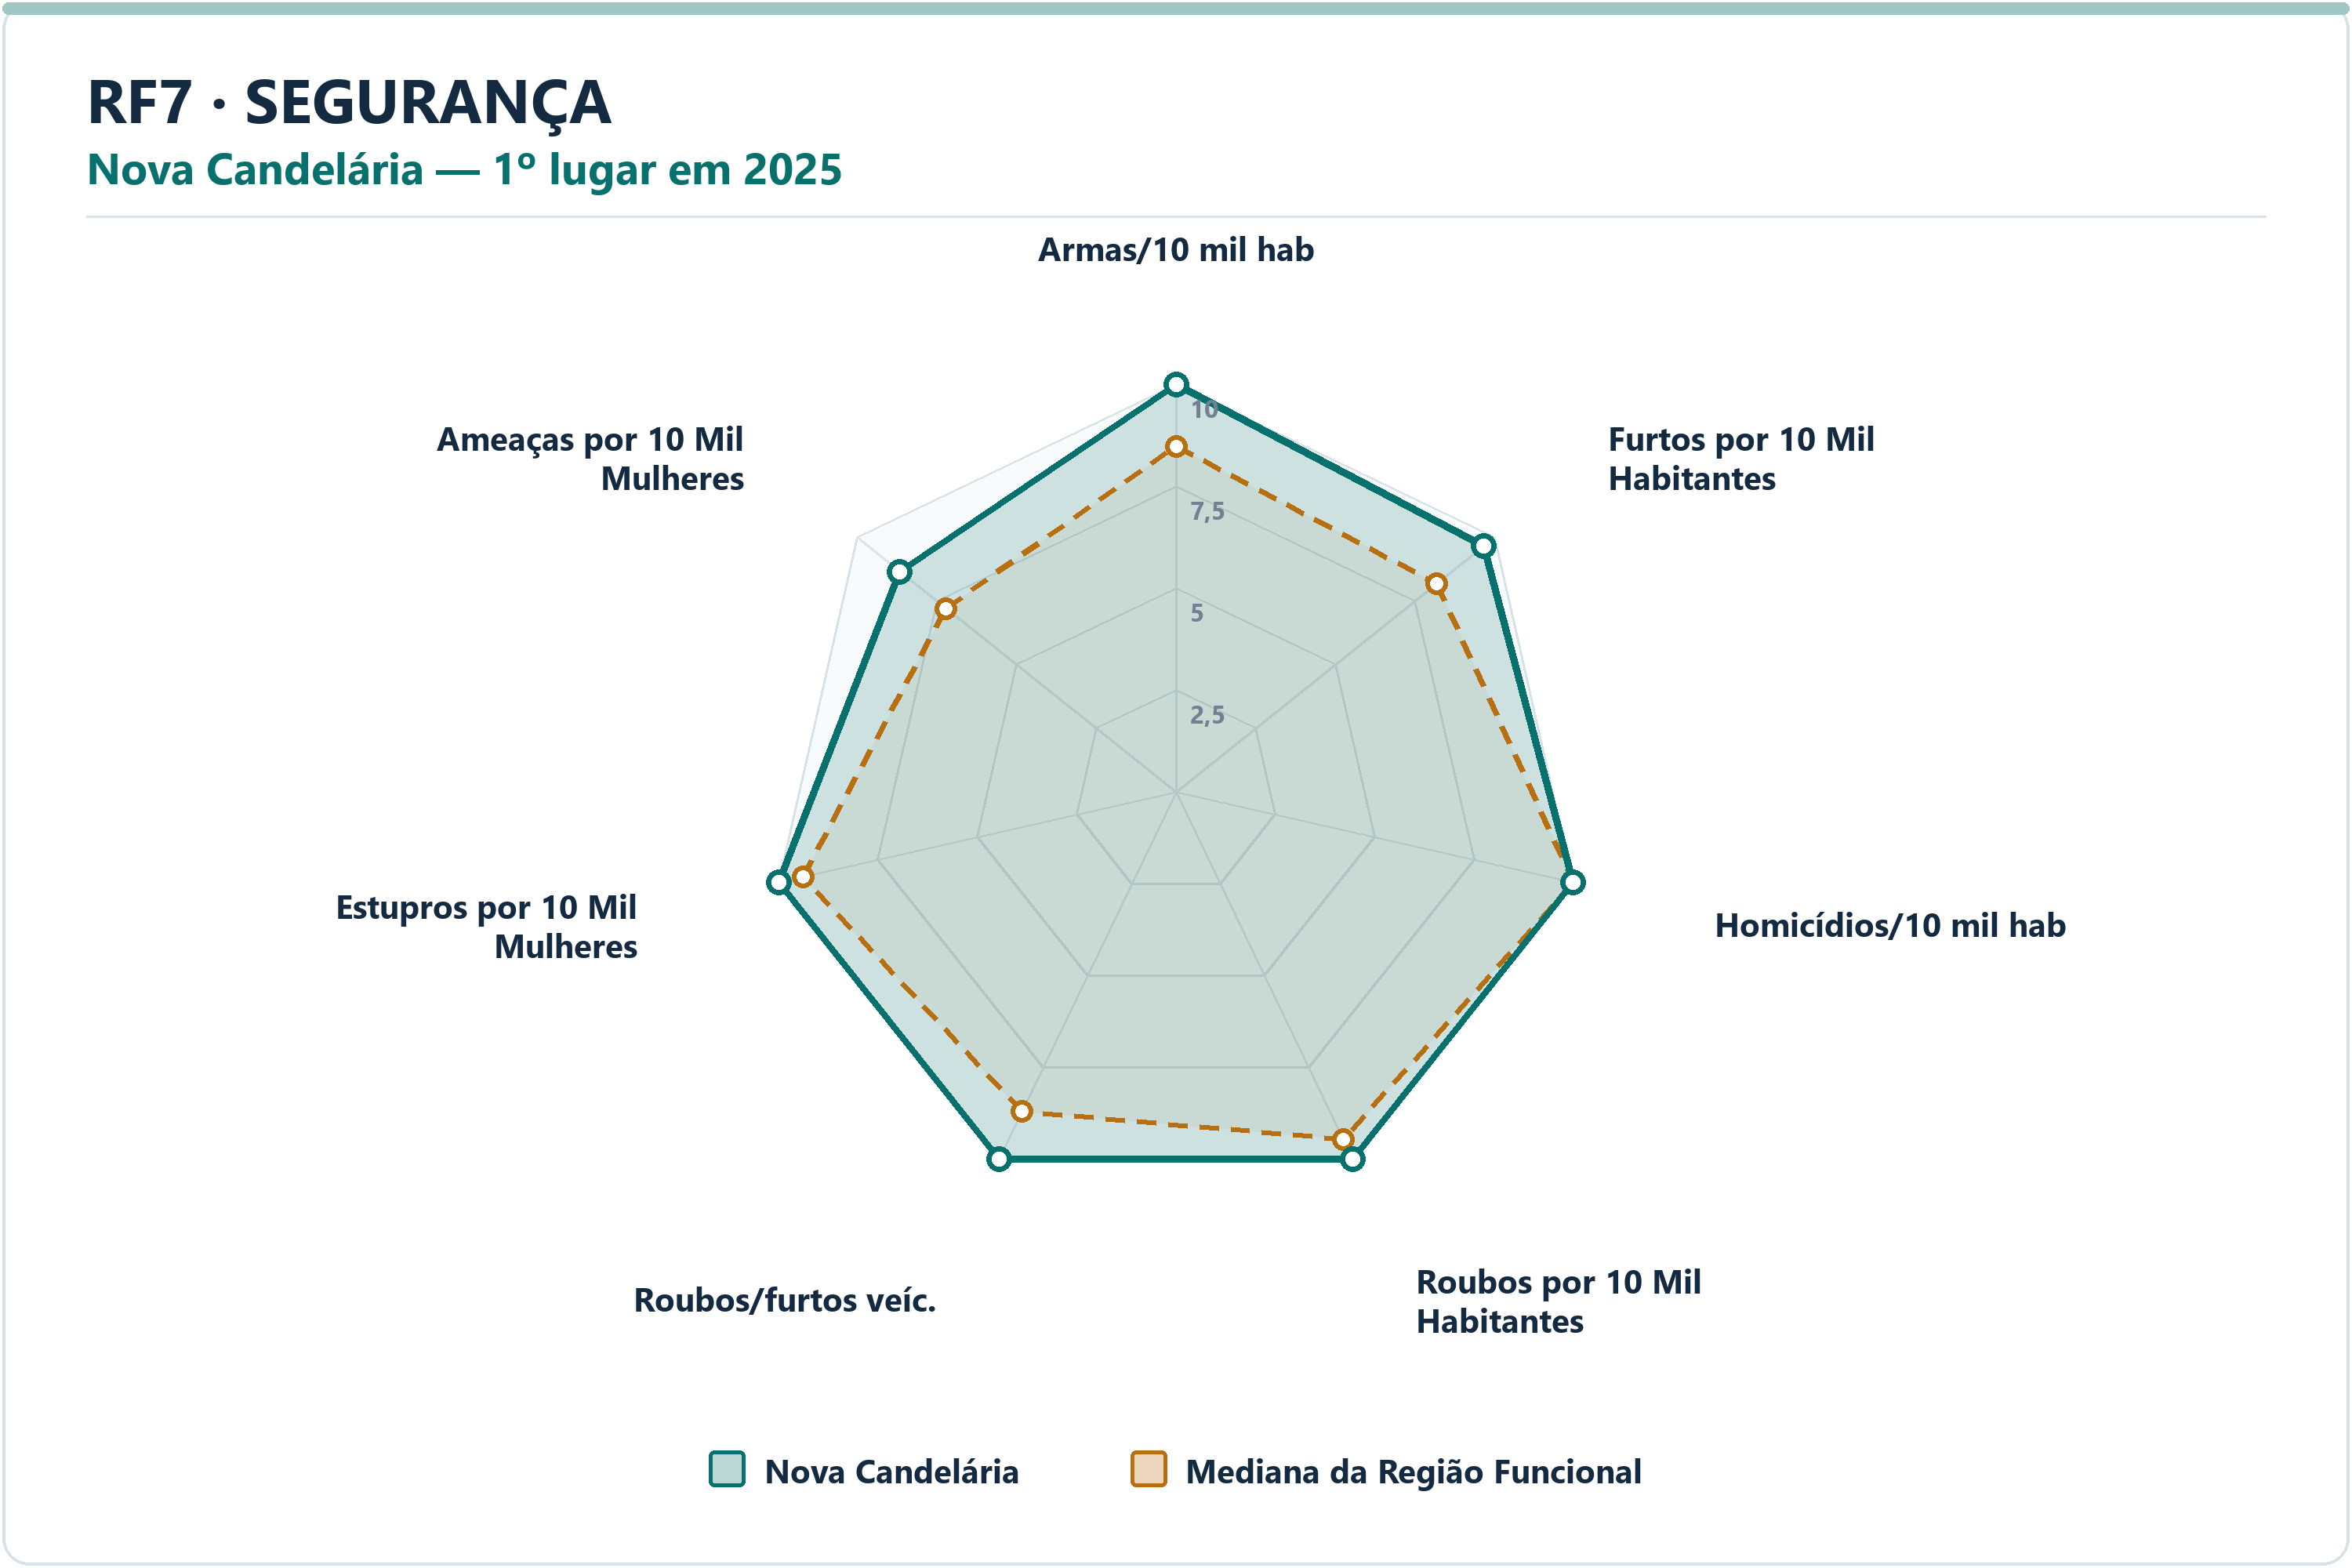 RF7 · SEGURANÇA
Nova Candelária — 1º lugar em 2025
Armas/10 mil hab
Ameaças por 10 Mil
Mulheres
Furtos por 10 Mil
Habitantes
10
7,5
5
2,5
Estupros por 10 Mil
Mulheres
Homicídios/10 mil hab
Roubos/furtos veíc.
Roubos por 10 Mil
Habitantes
Nova Candelária
Mediana da Região Funcional